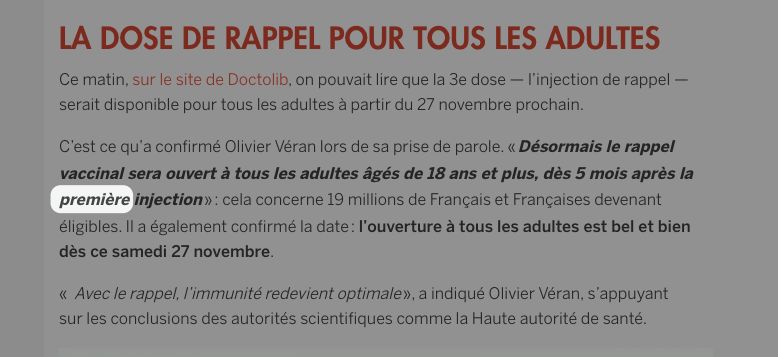 LA DOSE DE RAPPEL POUR TOUS LES ADULTES
Ce matin, sur le site de Doctolib, on pouvait lire que la 3e dose — l’injection de rappel —
serait disponible pour tous les adultes à partir du 27 novembre prochain.
C’est ce qu’a confirmé Olivier Véran lors de sa prise de parole. « Désormais le rappel
vaccinal sera ouvert à tous les adultes âgés de 18 ans et plus, dès 5 mois après la
première injection » : cela concerne 19 millions de Français et Françaises devenant
éligibles. Il a également confirmé la date : l’ouverture à tous les adultes est bel et bien
dès ce samedi 27 novembre.
« Avec le rappel, l’immunité redevient optimale », a indiqué Olivier Véran, s’appuyant
sur les conclusions des autorités scientifiques comme la Haute autorité de santé.